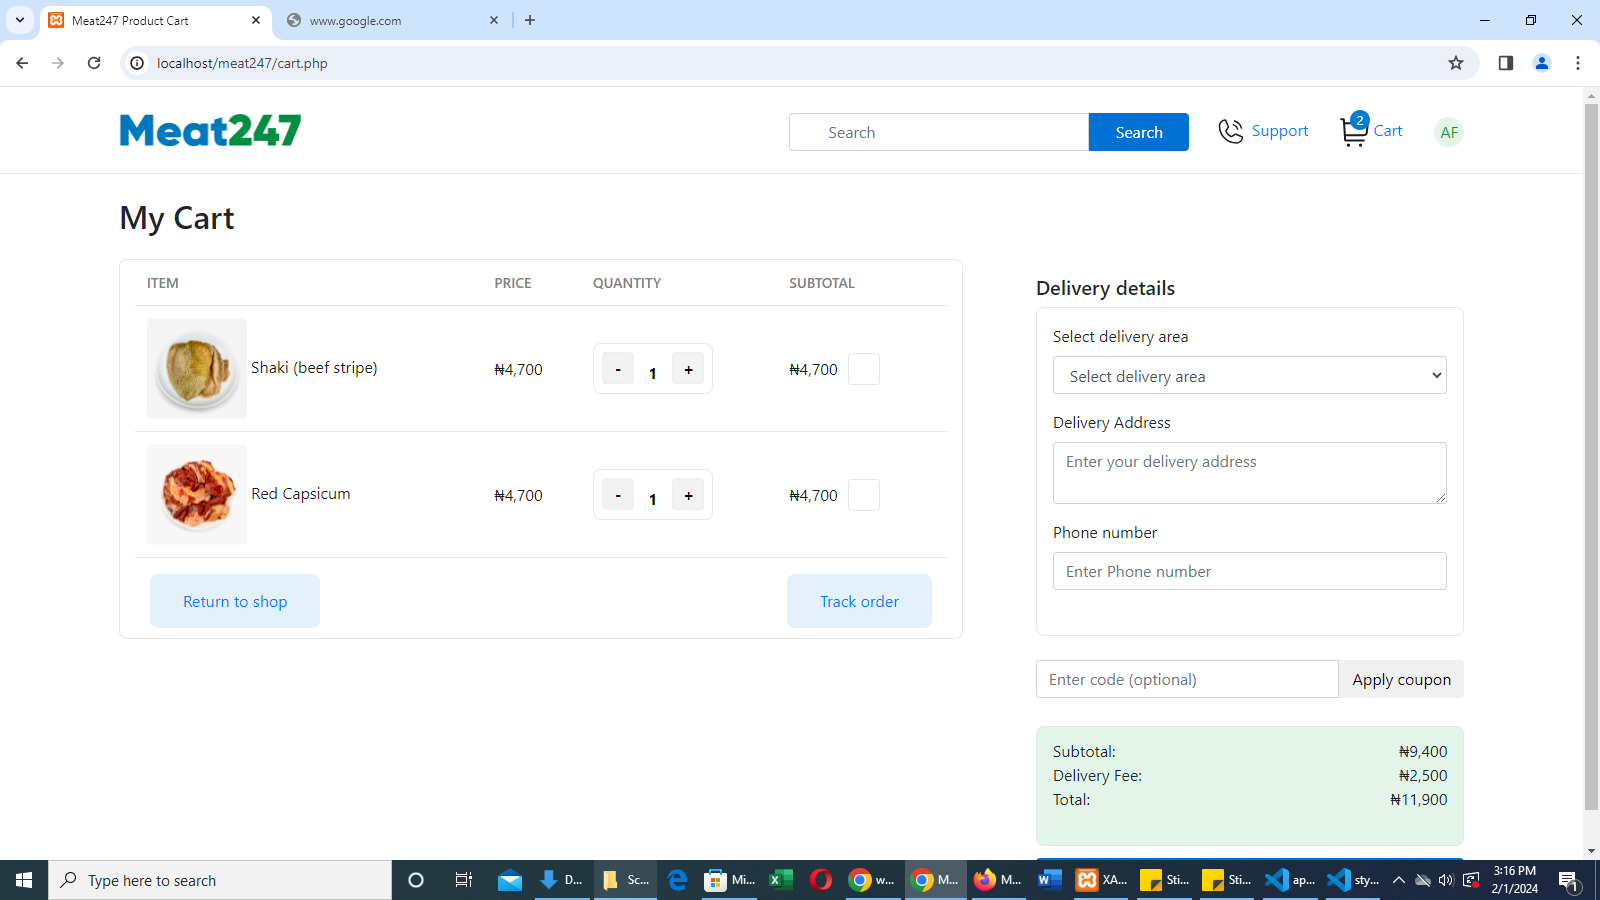 Meat247 Product Cart
www.google.com
localhost/meat247/cart.php
Meat247
Search
Search
Support
2
Cart
AF
My Cart
ITEM PRICE QUANTITY SUBTOTAL
Shaki (beef stripe) ₦4,700 - 1 + ₦4,700
Red Capsicum ₦4,700 - 1 + ₦4,700
Return to shop
Track order
Delivery details
Select delivery area
Select delivery area
Delivery Address
Enter your delivery address
Phone number
Enter Phone number
Enter code (optional)
Apply coupon
Subtotal: ₦9,400
Delivery Fee: ₦2,500
Total: ₦11,900
Type here to search
D...
Sc...
Mi...
w...
M...
M...
XA...
Sti...
Sti...
ap...
sty...
3:16 PM
2/1/2024
1